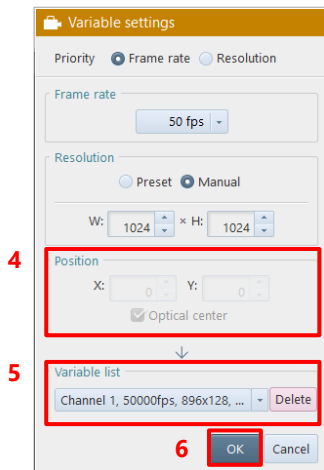 Variable settings
Priority Frame rate Resolution
Frame rate
50 fps
Resolution
Preset Manual
W: 1024 × H: 1024
4
Position
X: 0 Y: 0
Optical center
5
Variable list
Channel 1, 50000fps, 896x128, ... Delete
6 OK Cancel